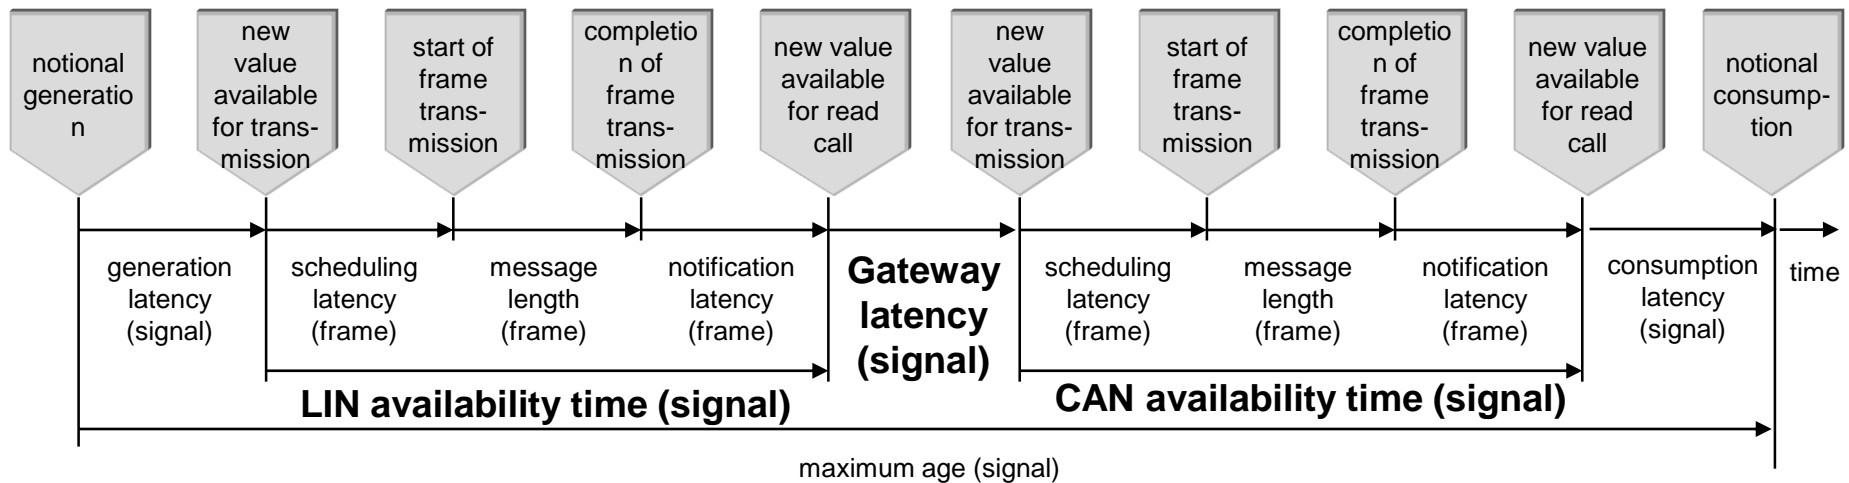 notional
generatio
n
new
value
available
for trans-
mission
start of
frame
trans-
mission
completio
n of
frame
trans-
mission
new value
available
for read
call
new
value
available
for trans-
mission
start of
frame
trans-
mission
completio
n of
frame
trans-
mission
new value
available
for read
call
notional
consump-
tion
generation
latency
(signal)
scheduling
latency
(frame)
message
length
(frame)
notification
latency
(frame)
Gateway
latency
(signal)
scheduling
latency
(frame)
message
length
(frame)
notification
latency
(frame)
consumption
latency
(signal)
time
LIN availability time (signal)
CAN availability time (signal)
maximum age (signal)